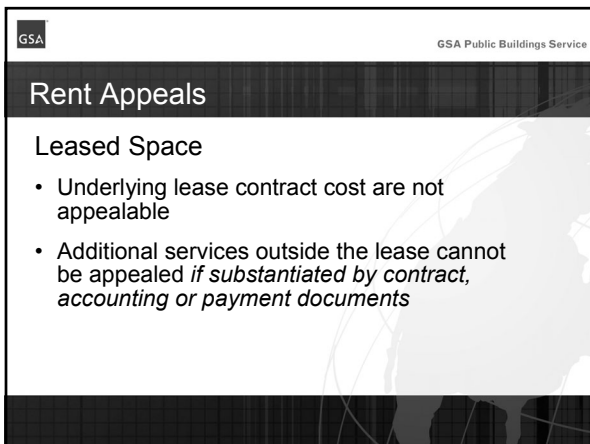 GSA
GSA Public Buildings Service
Rent Appeals
Leased Space
• Underlying lease contract cost are not
appealable
• Additional services outside the lease cannot
be appealed if substantiated by contract,
accounting or payment documents